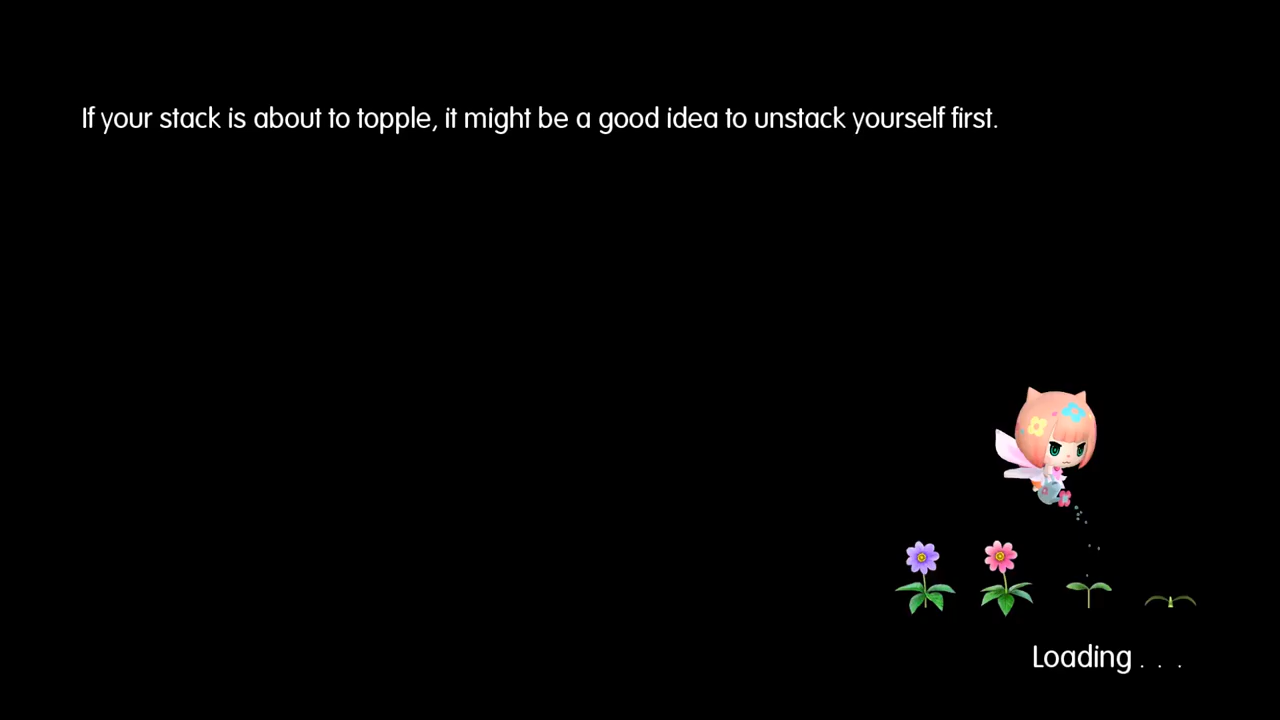 If your stack is about to topple, it might be a good idea to unstack yourself first.
Loading . . .